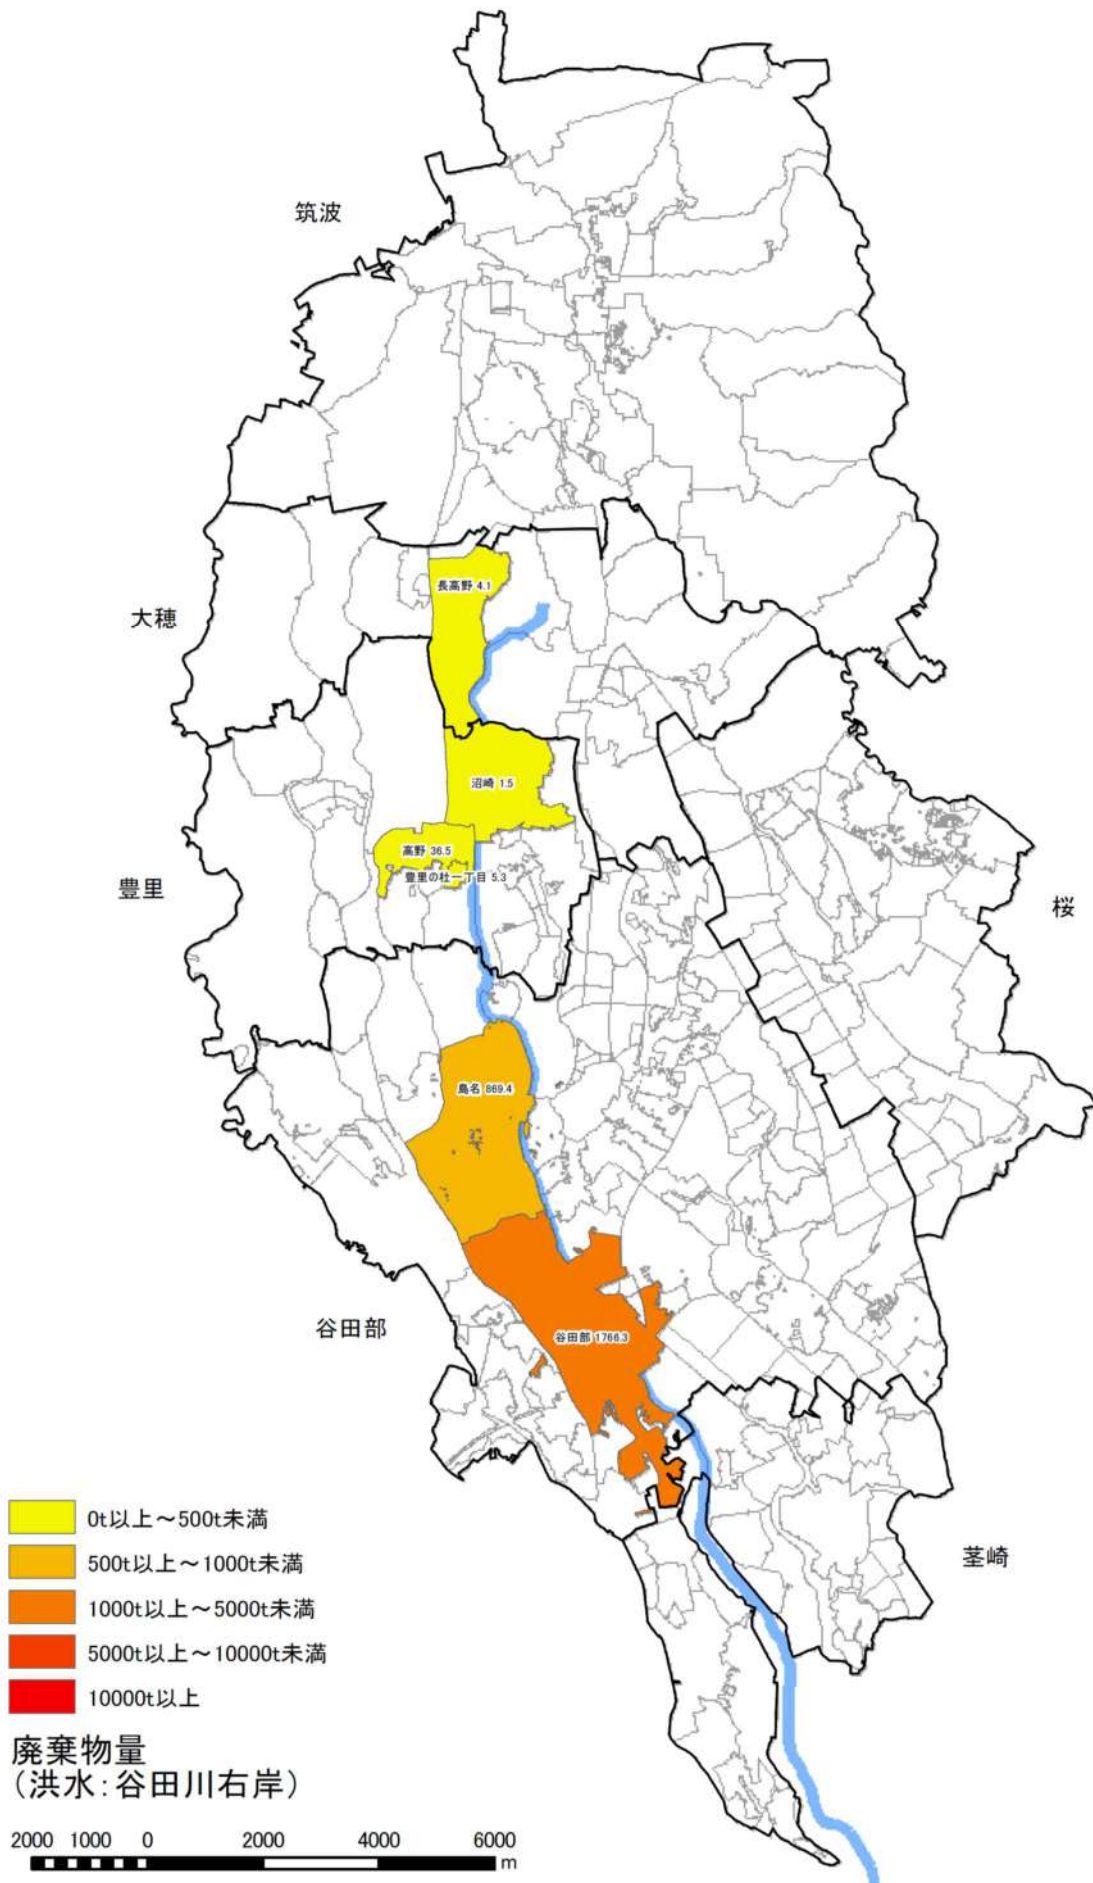 筑波
長高野 4.1
大穂
沼崎 1.5
高野 36.5
豊里の杜一丁目 5.3
豊里
桜
島名 869.4
谷田部
谷田部 1766.3
茎崎
0t以上～500t未満
500t以上～1000t未満
1000t以上～5000t未満
5000t以上～10000t未満
10000t以上
廃棄物量
（洪水：谷田川右岸）
2000 1000 0 2000 4000 6000
m